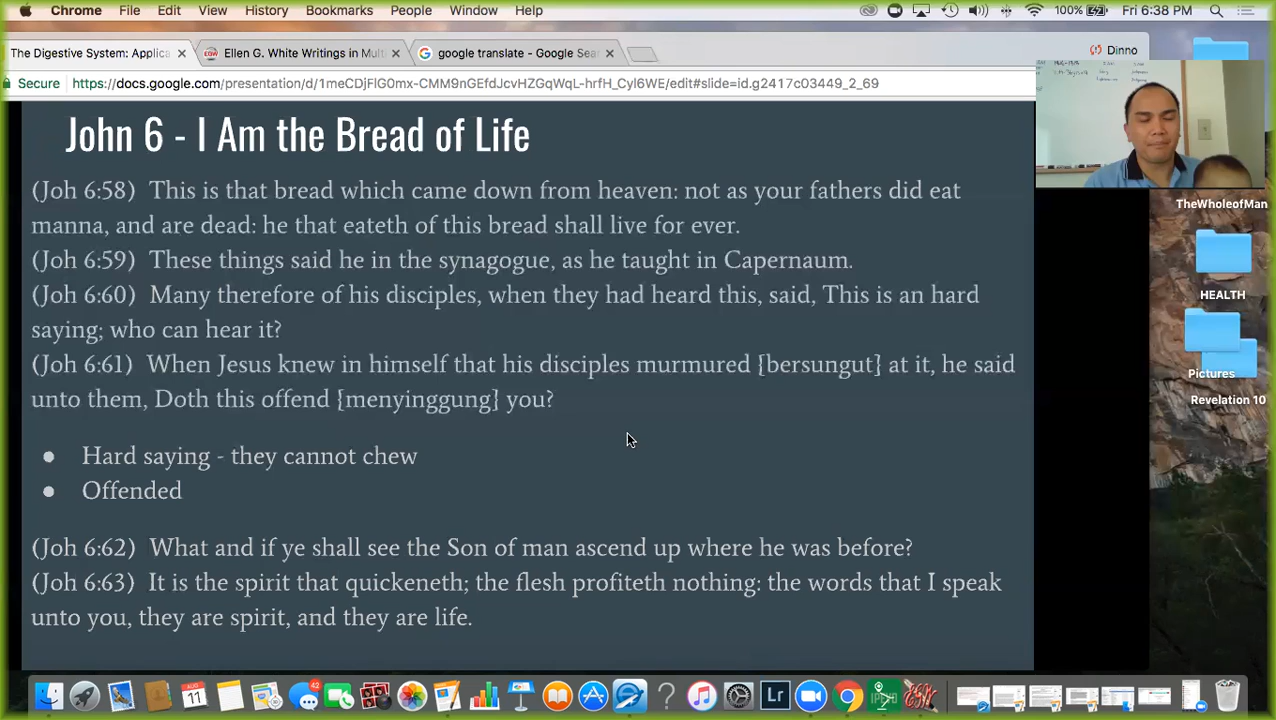 Chrome File Edit View History Bookmarks People Window Help 100% Fri 6:38 PM
The Digestive System: Applica Ellen G. White Writings in Mult google translate - Google Sear Dinno
Secure https://docs.google.com/presentation/d/1meCDjFlG0mx-CMM9nGEfdJcvHZGqWqL-hrfH_Cyl6WE/edit#slide=id.g2417c03449_2_69
John 6 - I Am the Bread of Life
(Joh 6:58) This is that bread which came down from heaven: not as your fathers did eat
manna, and are dead: he that eateth of this bread shall live for ever.
(Joh 6:59) These things said he in the synagogue, as he taught in Capernaum.
(Joh 6:60) Many therefore of his disciples, when they had heard this, said, This is an hard
saying; who can hear it?
(Joh 6:61) When Jesus knew in himself that his disciples murmured {bersungut} at it, he said
unto them, Doth this offend {menyinggung} you?
Hard saying - they cannot chew
Offended
(Joh 6:62) What and if ye shall see the Son of man ascend up where he was before?
(Joh 6:63) It is the spirit that quickeneth; the flesh profiteth nothing: the words that I speak
unto you, they are spirit, and they are life.
TheWholeofMan
HEALTH
Pictures
Revelation 10
AUG
11
42
Lr